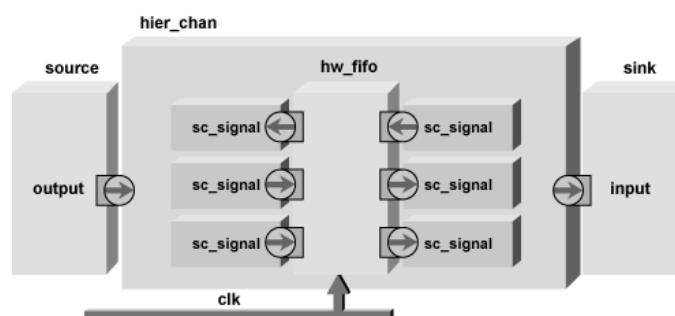 hier_chan
source
hw_fifo
sink
sc_signal
sc_signal
output
sc_signal
sc_signal
input
sc_signal
sc_signal
clk